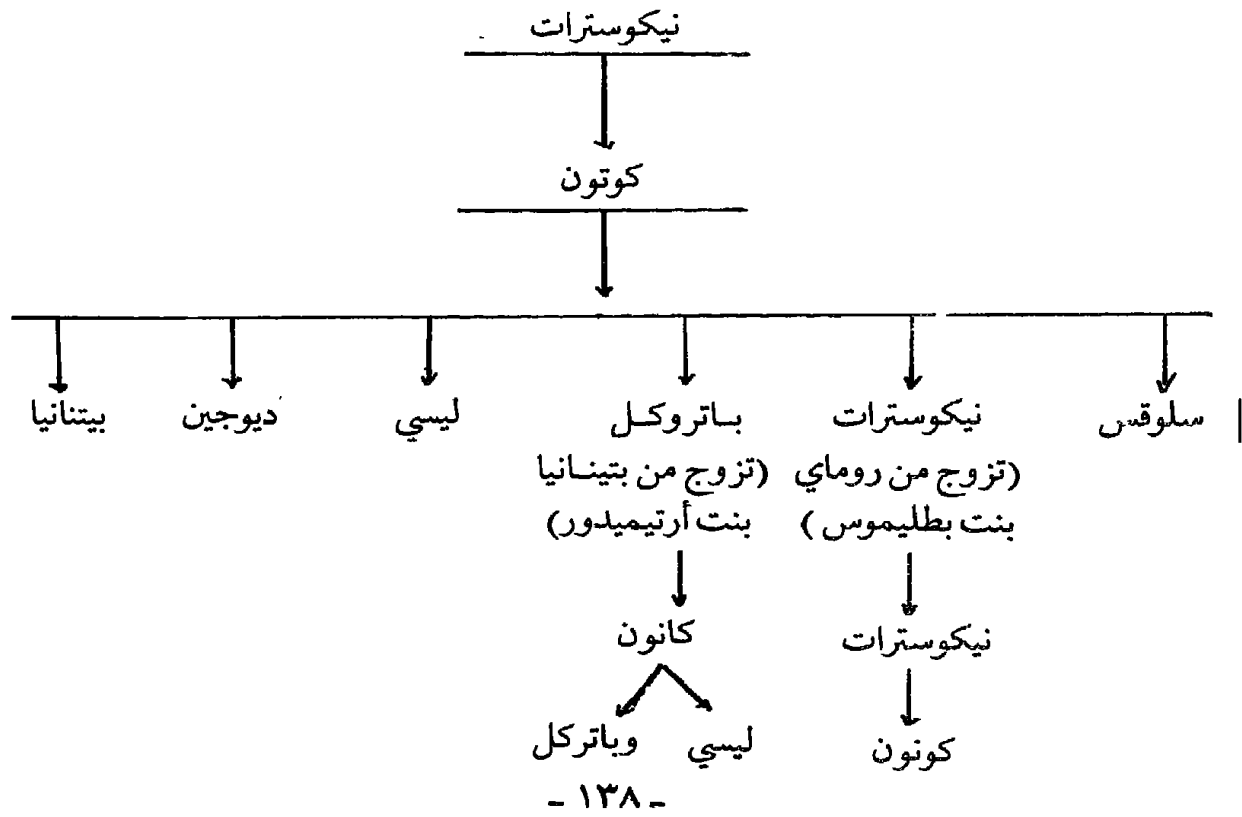 نيكوسترات
كوتون
سلوقس نيكوسترات باتروكل ليسي ديوجين بيتنانيا
(تزوج من روماي (تزوج من بتينانيا
بنت بطليموس) بنت أرتيميدور)
نيكوسترات كانون
كونون ليسي وباتركل
- ١٣٨ -